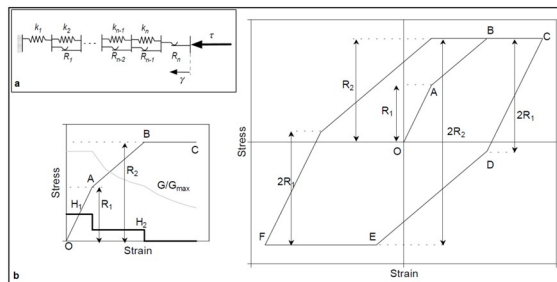 k1 k2 kn-1 kn
R1 Rn-2 Rn-1 Rn
τ
γ
a
Stress
B
C
A
R2
G/Gmax
H1
R1
H2
O
Strain
b
Stress
B
C
R2
A
R1
2R1
O
2R2
D
2R1
F
E
Strain